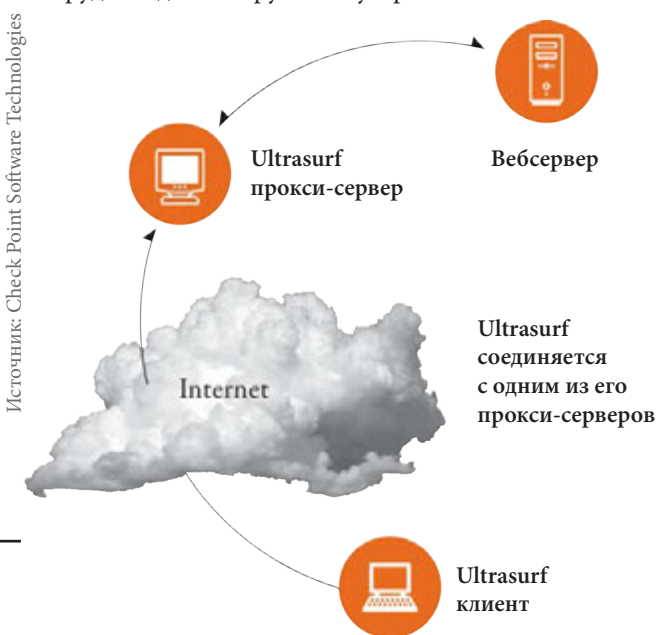 Источник: Check Point Software Technologies
Ultrasurf
прокси-сервер
Вебсервер
Internet
Ultrasurf
соединяется
с одним из его
прокси-серверов
Ultrasurf
клиент